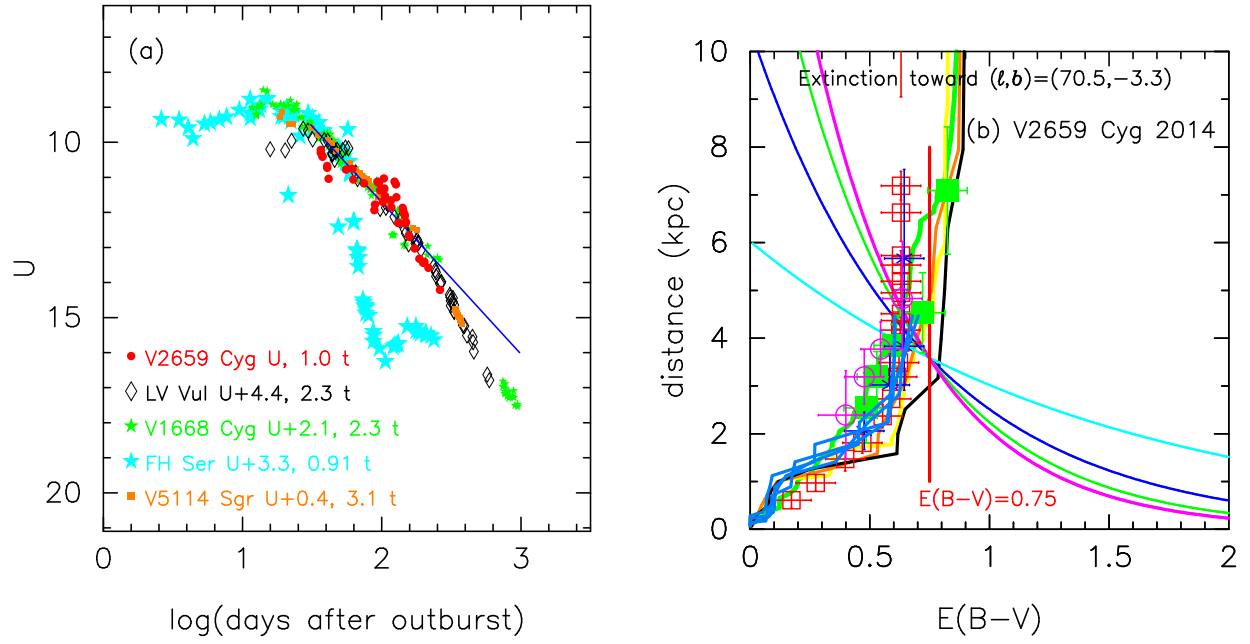 (a)
10
15
20
U
V2659 Cyg U, 1.0 t
LV Vul U+4.4, 2.3 t
V1668 Cyg U+2.1, 2.3 t
FH Ser U+3.3, 0.91 t
V5114 Sgr U+0.4, 3.1 t
0 1 2 3
log(days after outburst)
Extinction toward (l,b)=(70.5,−3.3)
(b) V2659 Cyg 2014
10
8
6
4
2
0
distance (kpc)
E(B−V)=0.75
0 0.5 1 1.5 2
E(B−V)